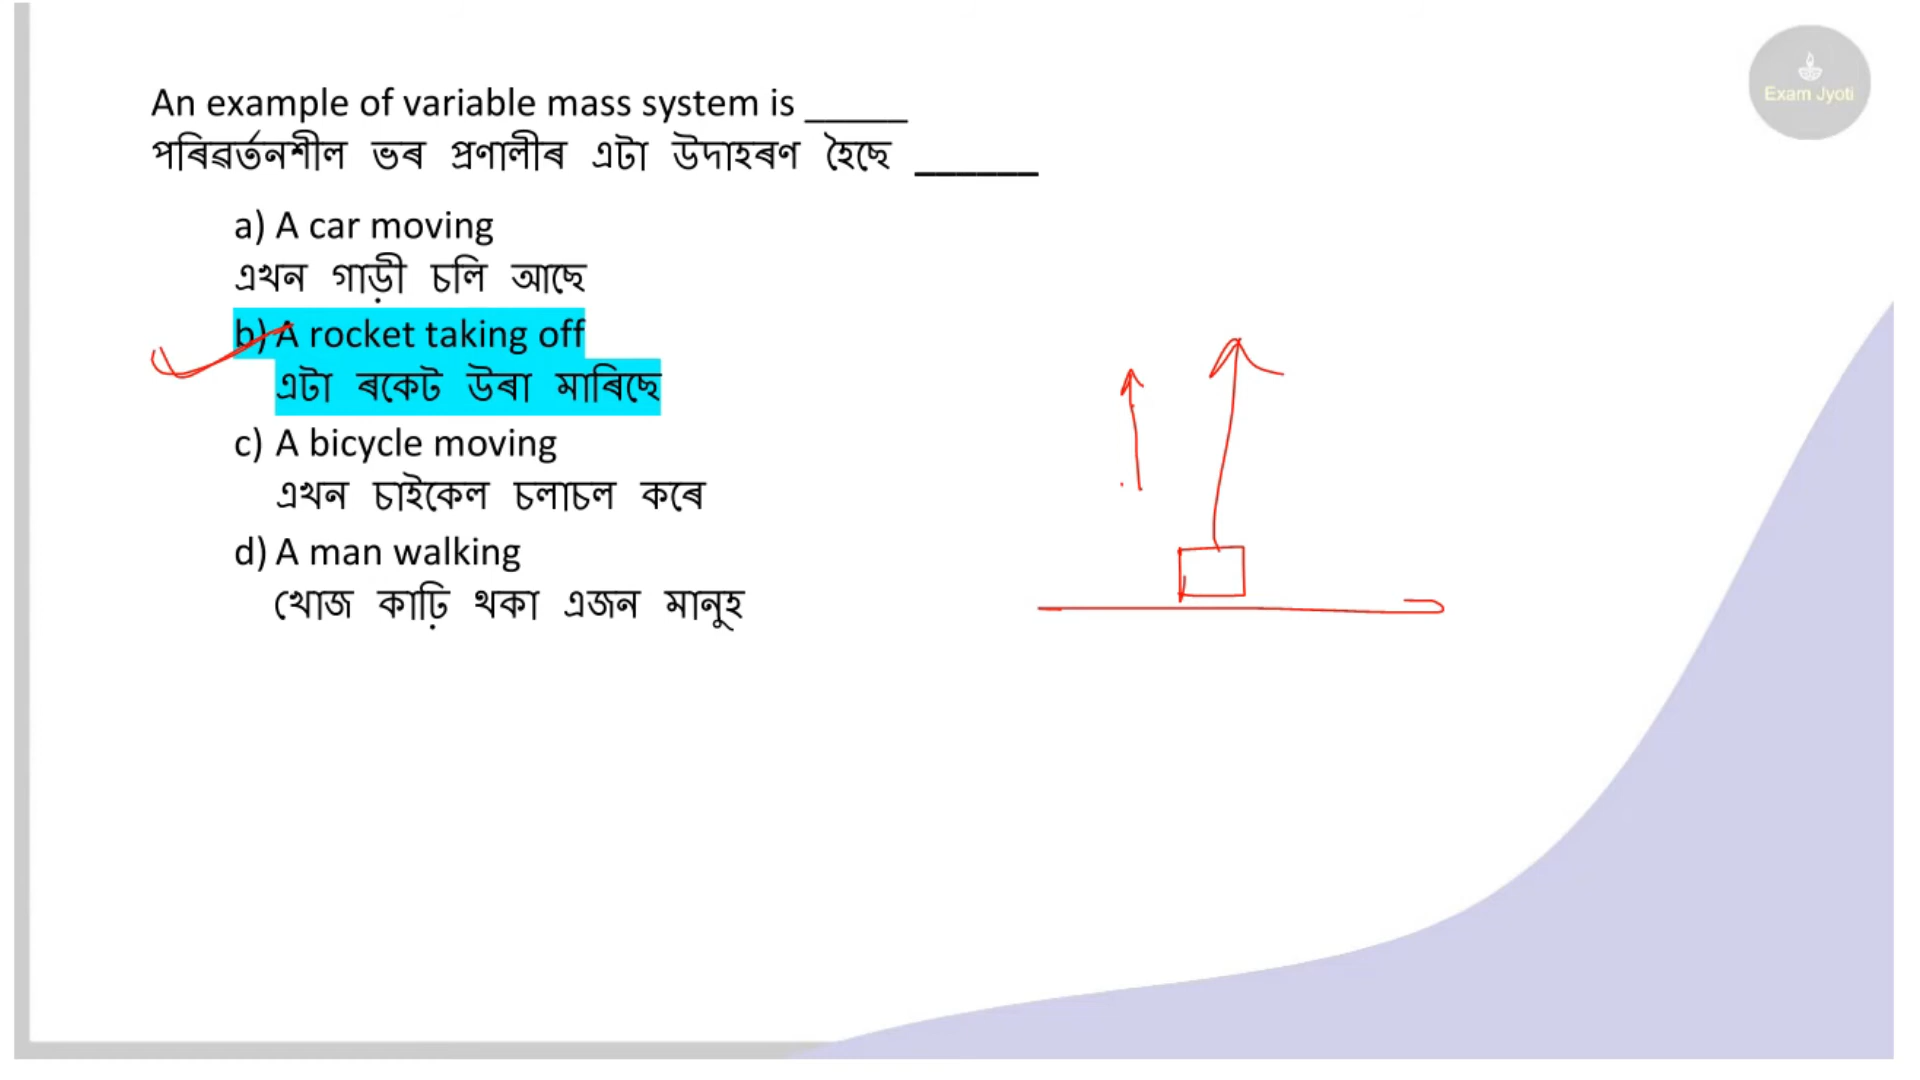 Exam Jyoti
An example of variable mass system is _____
পৰিৱৰ্তনশীল ভৰ প্ৰণালীৰ এটা উদাহৰণ হৈছে ______
a) A car moving
এখন গাড়ী চলি আছে
b) A rocket taking off
এটা ৰকেট উৰা মাৰিছে
c) A bicycle moving
এখন চাইকেল চলাচল কৰে
d) A man walking
খোজ কাঢ়ি থকা এজন মানুহ